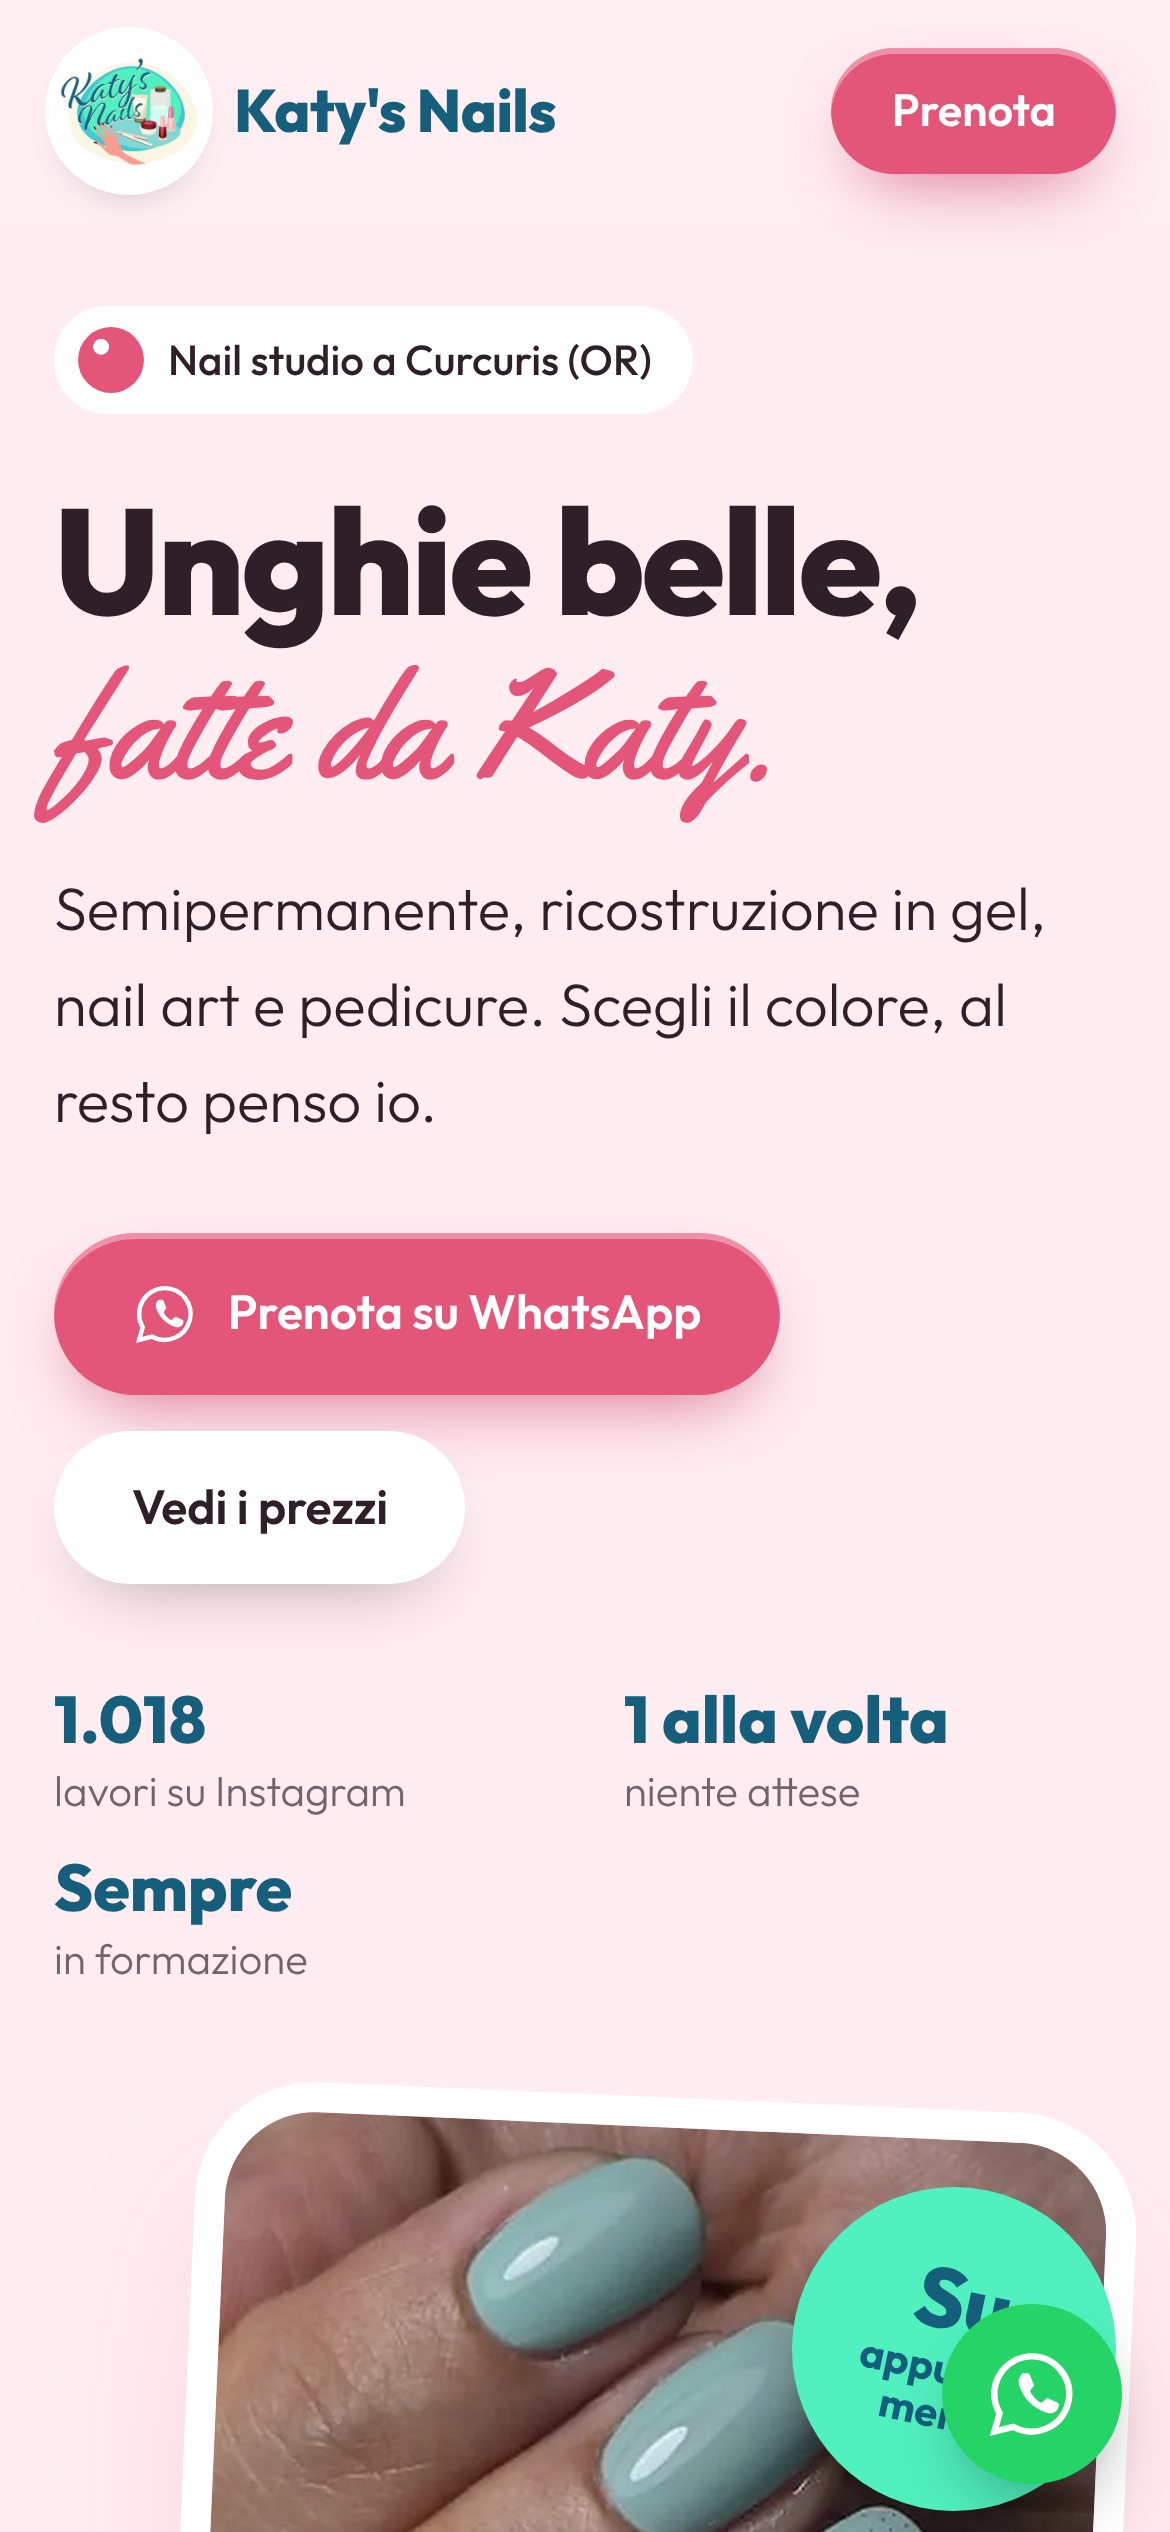 Katy's
Nails
Katy's Nails
Prenota
Nail studio a Curcuris (OR)
Unghie belle,
fatte da Katy.
Semipermanente, ricostruzione in gel,
nail art e pedicure. Scegli il colore, al
resto penso io.
Prenota su WhatsApp
Vedi i prezzi
1.018
lavori su Instagram
1 alla volta
niente attese
Sempre
in formazione
Su